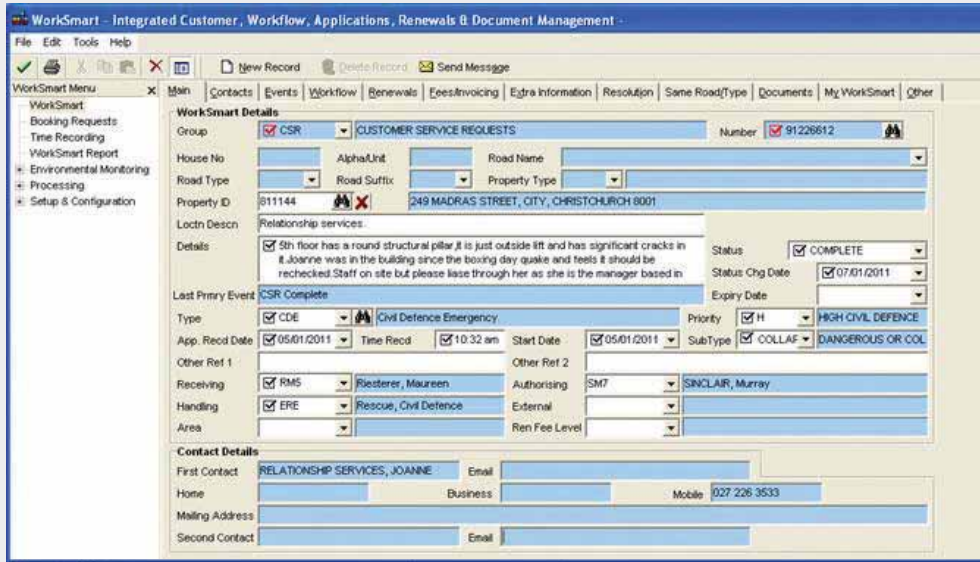 WorkSmart - Integrated Customer, Workflow, Applications, Renewals & Document Management -
File Edit Tools Help
New Record Delete Record Send Message
WorkSmart Menu x Main Contacts Events Workflow Renewals Fees/Invoicing Extra Information Resolution Same Road/Type Documents My WorkSmart Other
WorkSmart
Booking Requests
Time Recording
WorkSmart Report
Environmental Monitoring
Processing
Setup & Configuration
WorkSmart Details
Group CSR CUSTOMER SERVICE REQUESTS Number 91226612
House No Alpha/Unit Road Name
Road Type Road Suffix Property Type
Property ID 811144 249 MADRAS STREET, CITY, CHRISTCHURCH 8001
Loctn Descn Relationship services.
Details 5th floor has a round structural pillar,it is just outside lift and has significant cracks in
it.Joanne was in the building since the boxing day quake and feels it should be
rechecked.Staff on site but please liase through her as she is the manager based in
Status COMPLETE
Status Chg Date 07/01/2011
Last Prmry Event CSR Complete Expiry Date
Type CDE Civil Defence Emergency Priority H HIGH CIVIL DEFENCE
App. Recd Date 05/01/2011 Time Recd 10:32 am Start Date 05/01/2011 SubType COLLAF DANGEROUS OR COL
Other Ref 1 Other Ref 2
Receiving RM5 Riesterer, Maureen Authorising SM7 SINCLAIR, Murray
Handling ERE Rescue, Civil Defence External
Area Ren Fee Level
Contact Details
First Contact RELATIONSHIP SERVICES, JOANNE Email
Home Business Mobile 027 226 3533
Mailing Address
Second Contact Email